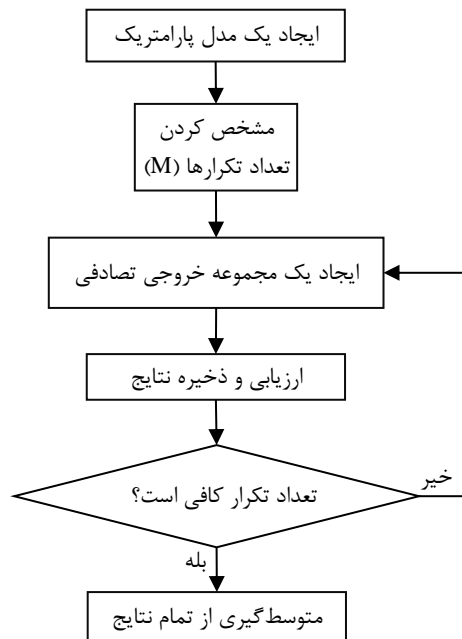 ایجاد یک مدل پارامتریک
مشخص کردن
تعداد تکرارها (M)
ایجاد یک مجموعه خروجی تصادفی
ارزیابی و ذخیره نتایج
تعداد تکرار کافی است؟
خیر
بله
متوسط‌گیری از تمام نتایج